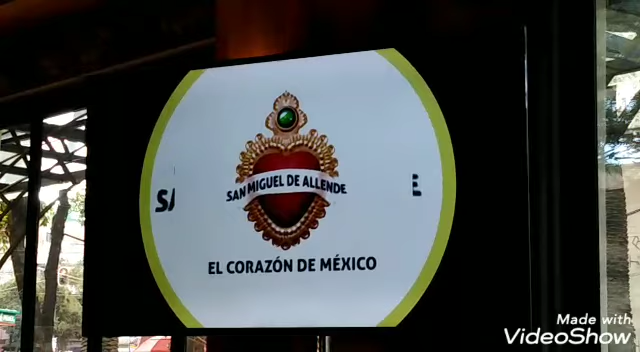 SAN MIGUEL DE ALLENDE
EL CORAZÓN DE MÉXICO
Made with
VideoShow